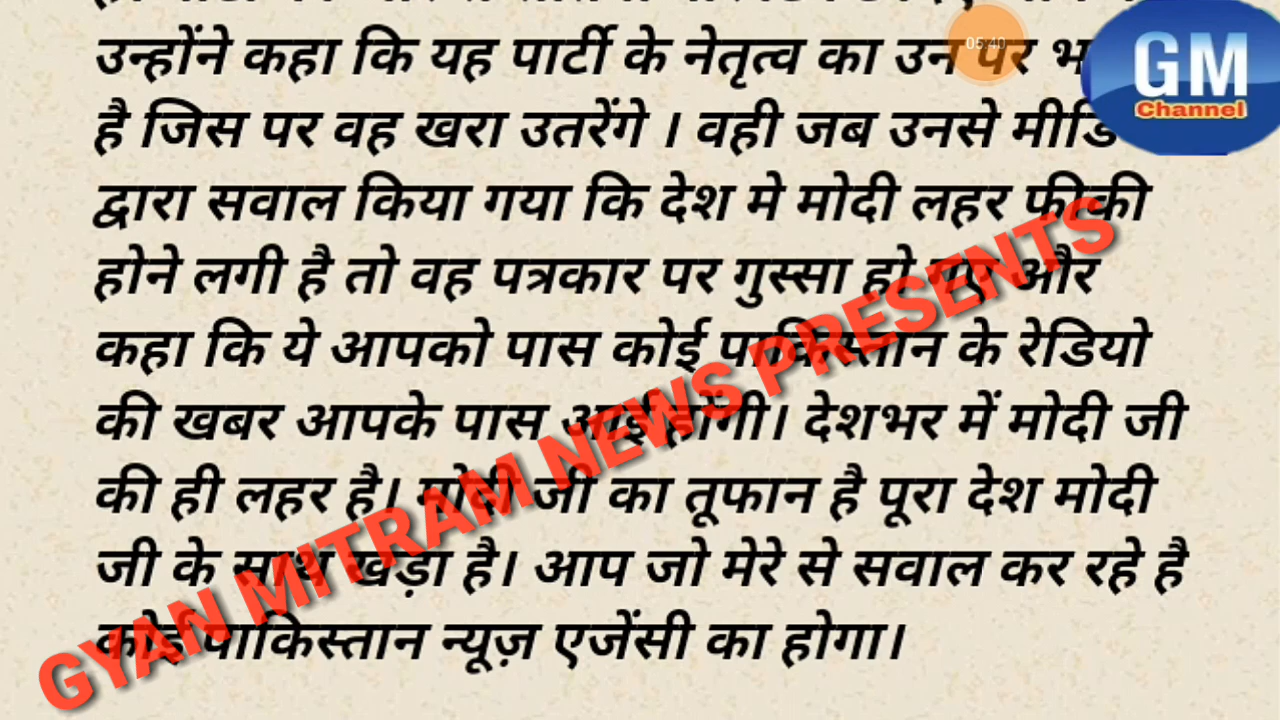 उन्होंने कहा कि यह पार्टी के नेतृत्व का उन पर
05:40
GM
Channel
है जिस पर वह खरा उतरेंगे । वही जब उनसे
द्वारा सवाल किया गया कि देश मे मोदी लहर फीकी
होने लगी है तो वह पत्रकार पर गुस्सा हो गए और
कहा कि ये आपको पास कोई पाकिस्तान के रेडियो
की खबर आपके पास आई होंगी। देशभर में मोदी जी
की ही लहर है। मोदी जी का तूफान है पूरा देश मोदी
जी के साथ खड़ा है। आप जो मेरे से सवाल कर रहे है
कोई पाकिस्तान न्यूज़ एजेंसी का होगा।
GYAN MITRAM NEWS PRESENTS